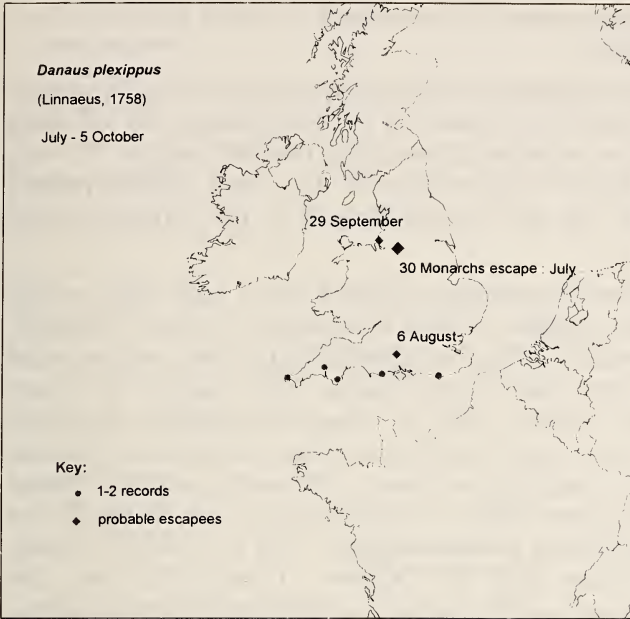 Danaus plexippus
(Linnaeus, 1758)
July - 5 October
29 September
30 Monarchs escape : July
6 August
Key:
1-2 records
probable escapees